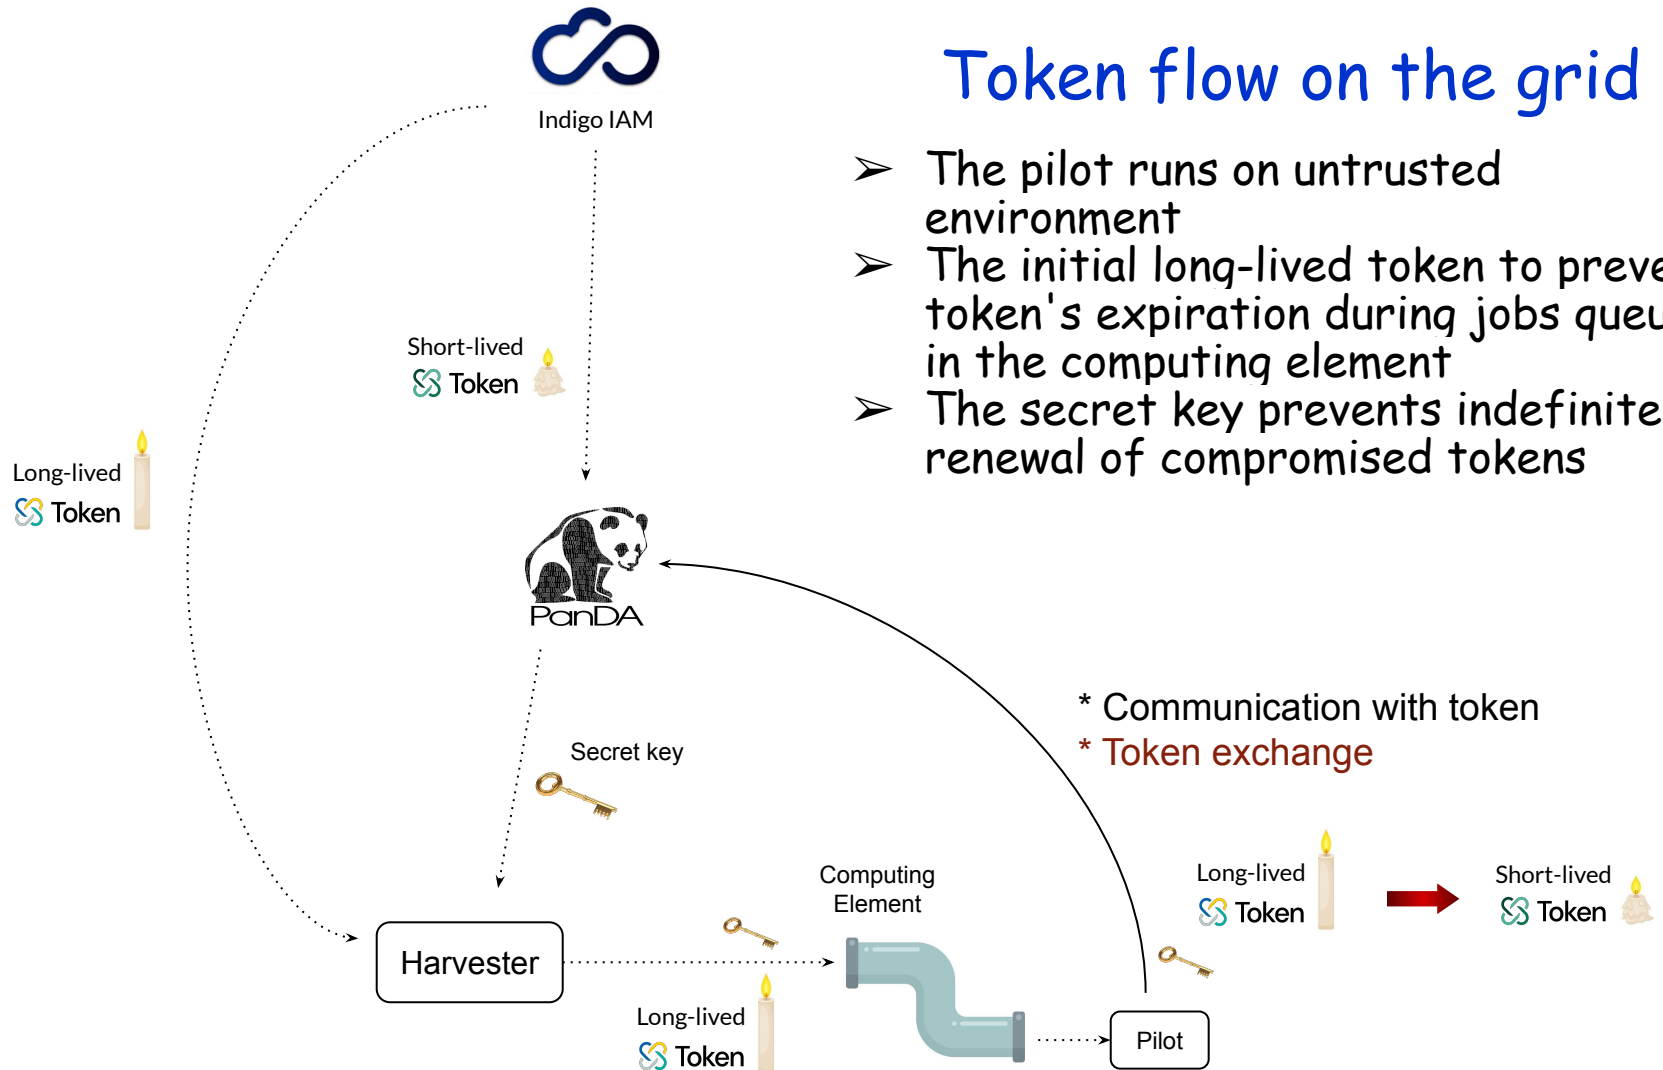 Token flow on the grid
Indigo IAM
➢ The pilot runs on untrusted
environment
➢ The initial long-lived token to preve
token's expiration during jobs queu
in the computing element
➢ The secret key prevents indefinite
renewal of compromised tokens
Short-lived
Token
Long-lived
Token
PanDA
* Communication with token
* Token exchange
Secret key
Computing
Element
Long-lived
Token
Short-lived
Token
Harvester
Long-lived
Token
Pilot